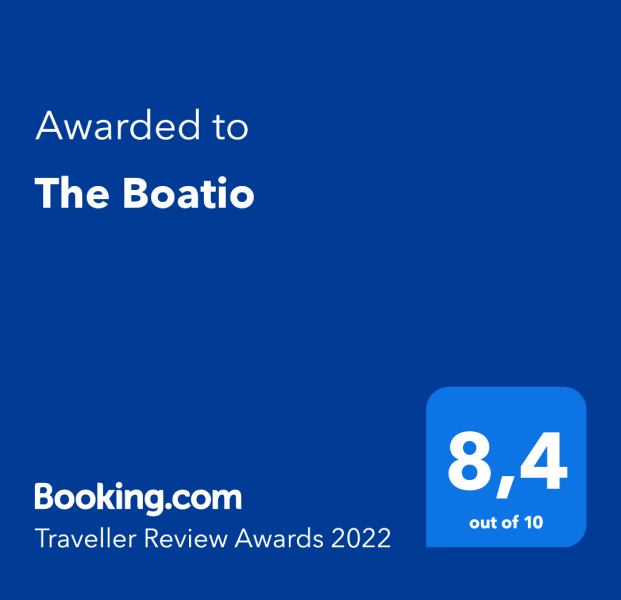 Awarded to
The Boatio
8,4
out of 10
Booking.com
Traveller Review Awards 2022